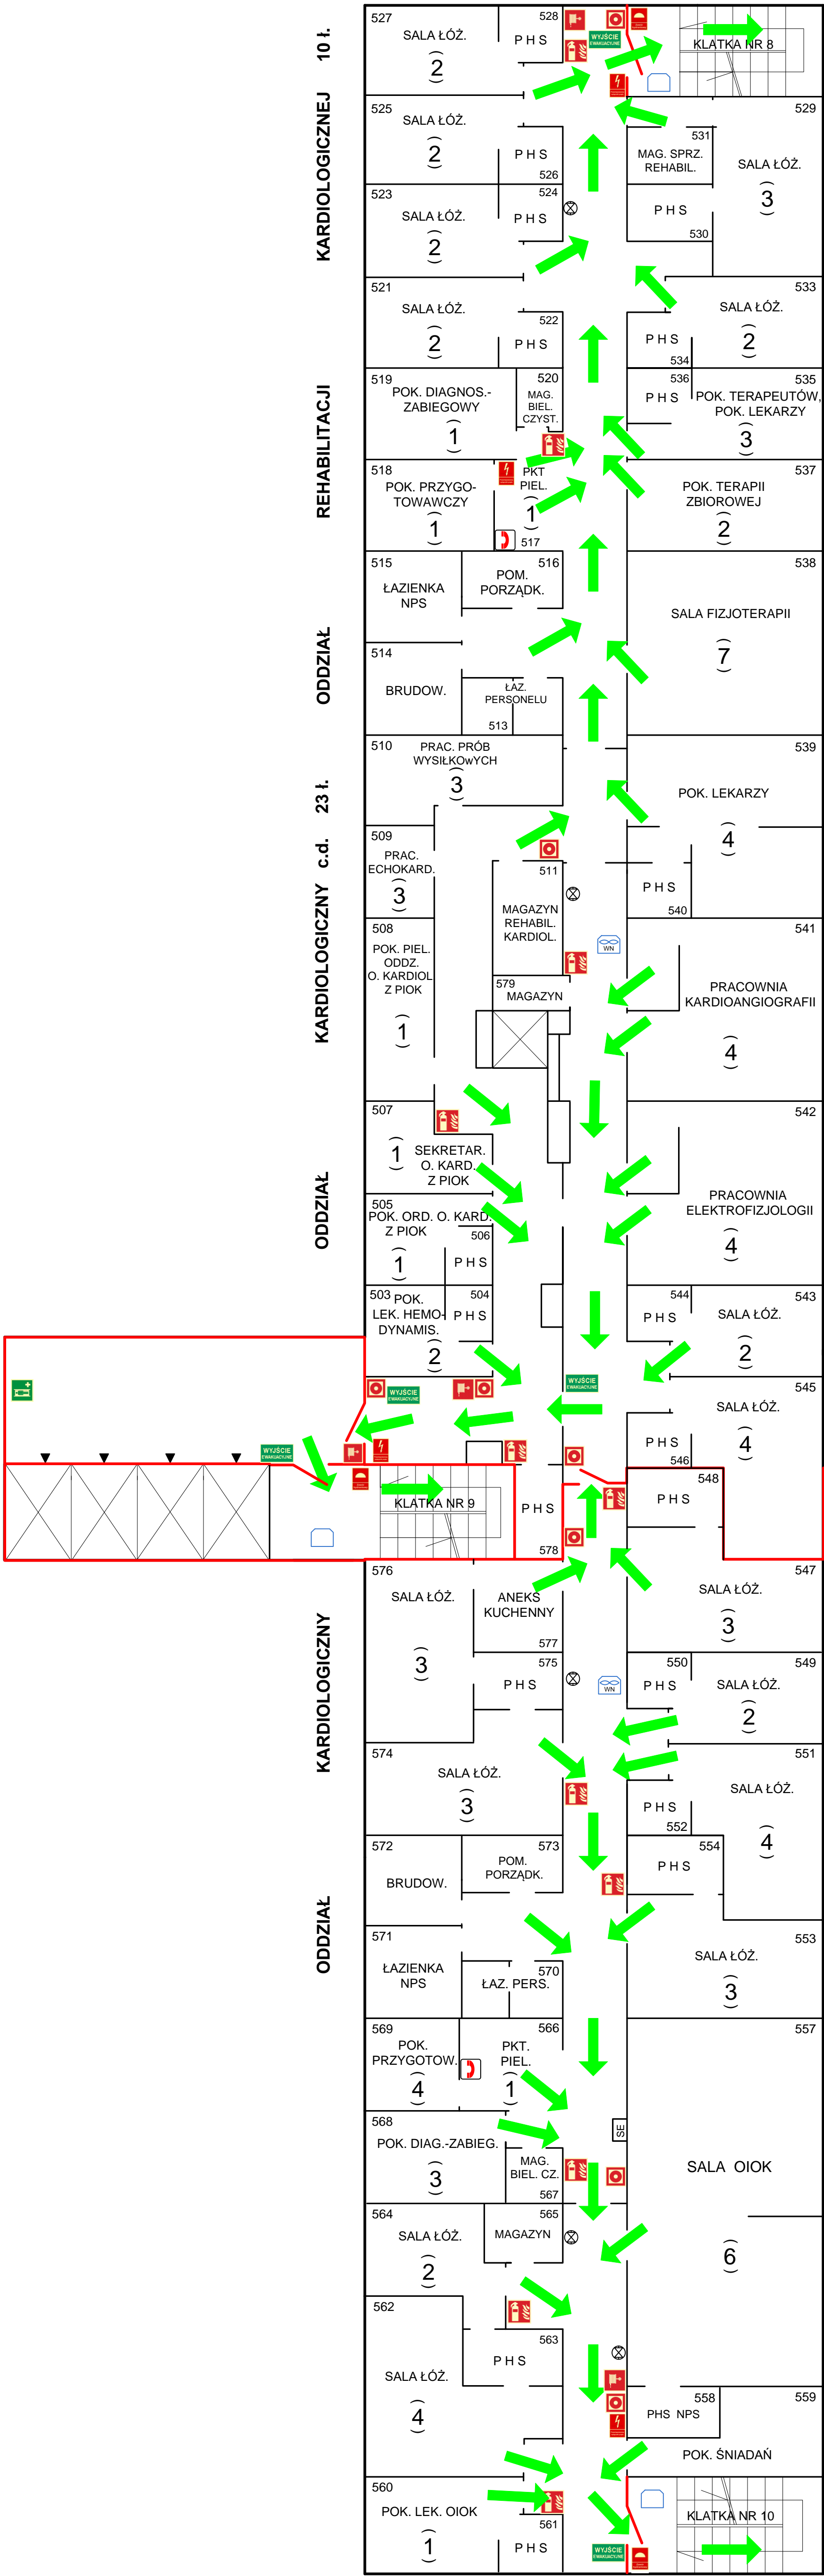 KARDIOLOGICZNEJ 10 ł.
REHABILITACJI
ODDZIAŁ
527
SALA ŁÓŻ.
(2)
528
P H S
WYJŚCIE
EWAKUACYJNE
KLATKA NR 8
525
SALA ŁÓŻ.
(2)
P H S
526
529
SALA ŁÓŻ.
(3)
531
MAG. SPRZ.
REHABIL.
523
SALA ŁÓŻ.
(2)
524
P H S
P H S
530
521
SALA ŁÓŻ.
(2)
522
P H S
533
SALA ŁÓŻ.
(2)
P H S
534
519
POK. DIAGNOS.-
ZABIEGOWY
(1)
520
MAG.
BIEL.
CZYST.
536
P H S
535
POK. TERAPEUTÓW,
POK. LEKARZY
(3)
518
POK. PRZYGO-
TOWAWCZY
(1)
PKT
PIEL.
(1)
517
537
POK. TERAPII
ZBIOROWEJ
(2)
515
ŁAZIENKA
NPS
516
POM.
PORZĄDK.
538
SALA FIZJOTERAPII
(7)
514
BRUDOW.
ŁAZ.
PERSONELU
513
KARDIOLOGICZNY c.d. 23 ł.
ODDZIAŁ
510
PRAC. PRÓB
WYSIŁKOwYCH
(3)
539
POK. LEKARZY
(4)
509
PRAC.
ECHOKARD.
(3)
511
MAGAZYN
REHABIL.
KARDIOL.
P H S
540
508
POK. PIEL.
ODDZ.
O. KARDIOL
Z PIOK
(1)
WN
579
MAGAZYN
541
PRACOWNIA
KARDIOANGIOGRAFII
(4)
507
(1)
SEKRETAR.
O. KARD.
Z PIOK
542
PRACOWNIA
ELEKTROFIZJOLOGII
(4)
505
POK. ORD. O. KARD.
Z PIOK
(1)
506
P H S
503
POK.
LEK. HEMO-
DYNAMIS.
(2)
504
P H S
544
P H S
543
SALA ŁÓŻ.
(2)
WYJŚCIE
EWAKUACYJNE
WYJŚCIE
EWAKUACYJNE
WYJŚCIE
EWAKUACYJNE
545
SALA ŁÓŻ.
(4)
P H S
546
KLATKA NR 9
P H S
578
548
P H S
KARDIOLOGICZNY
ODDZIAŁ
576
SALA ŁÓŻ.
(3)
ANEKS
KUCHENNY
577
547
SALA ŁÓŻ.
(3)
575
P H S
WN
550
P H S
549
SALA ŁÓŻ.
(2)
574
SALA ŁÓŻ.
(3)
551
SALA ŁÓŻ.
(4)
P H S
552
572
BRUDOW.
573
POM.
PORZĄDK.
554
P H S
571
ŁAZIENKA
NPS
570
ŁAZ. PERS.
553
SALA ŁÓŻ.
(3)
569
POK.
PRZYGOTOW.
(4)
566
PKT.
PIEL.
(1)
557
SALA OIOK
(6)
SE
568
POK. DIAG.-ZABIEG.
(3)
MAG.
BIEL. CZ.
567
564
SALA ŁÓŻ.
(2)
565
MAGAZYN
562
SALA ŁÓŻ.
(4)
563
P H S
558
PHS NPS
559
POK. ŚNIADAŃ
560
POK. LEK. OIOK
(1)
561
P H S
WYJŚCIE
EWAKUACYJNE
KLATKA NR 10